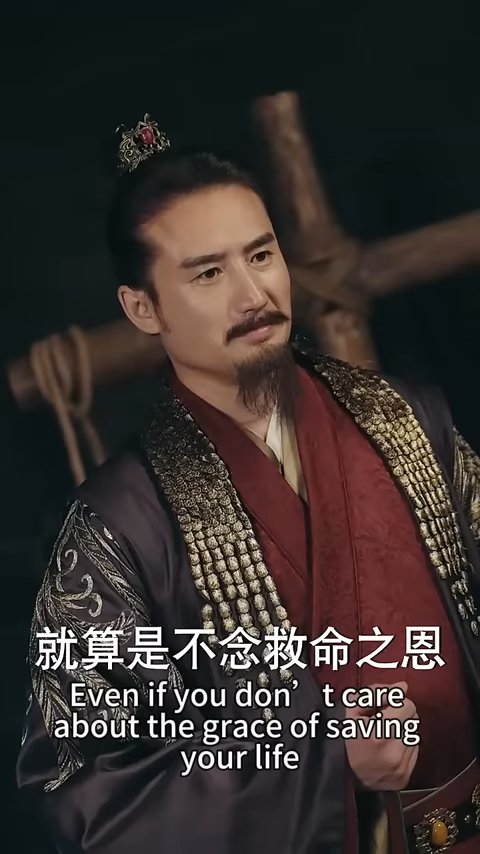 就算是不念救命之恩
Even if you don’t care
about the grace of saving
your life